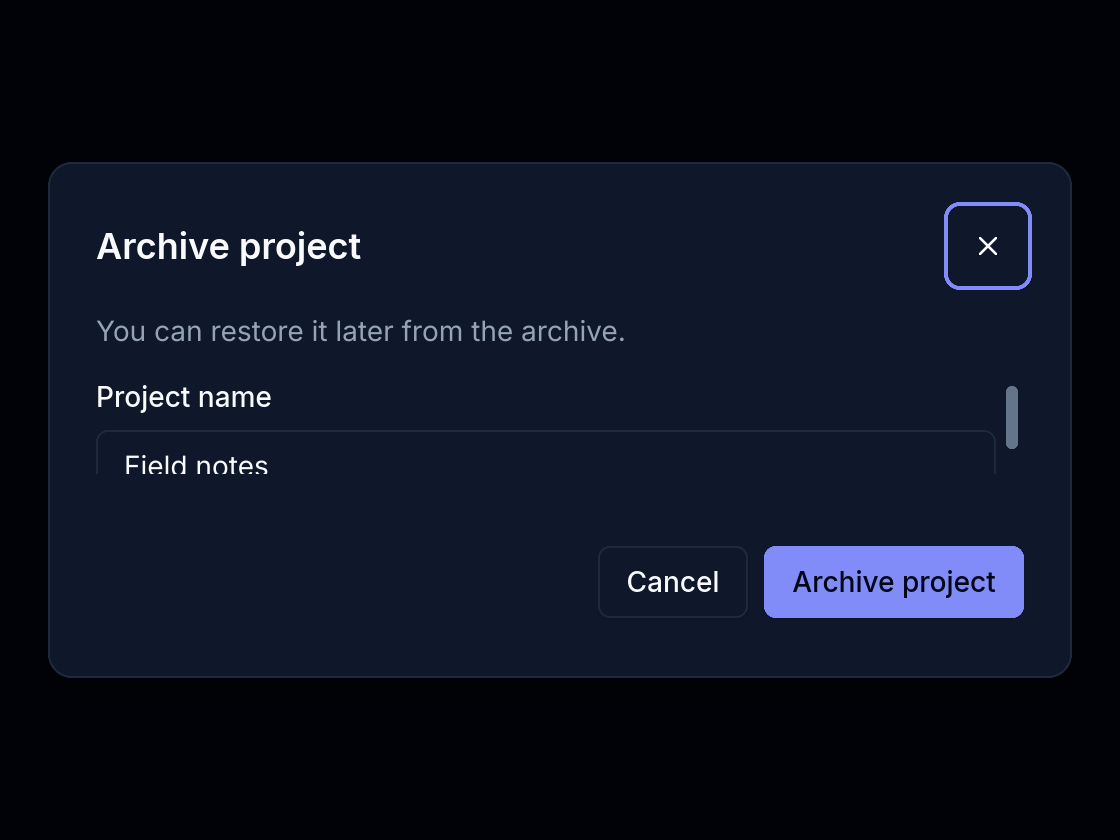 Archive project
You can restore it later from the archive.
Project name
Field notes
Cancel
Archive project